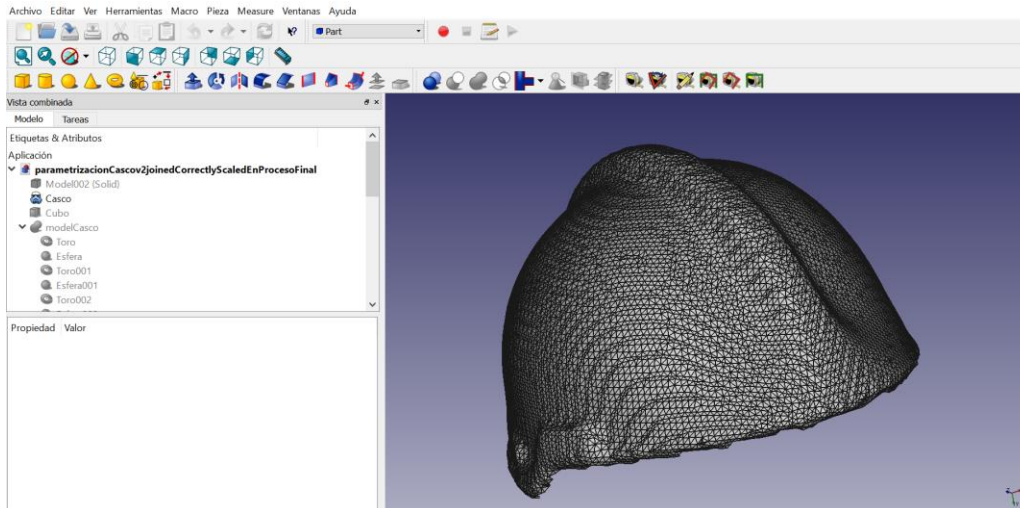 Archivo Editar Ver Herramientas Macro Pieza Measure Ventanas Ayuda
Part
Vista combinada
Modelo Tareas
Etiquetas & Atributos
Aplicación
parametrizacionCascov2joinedCorrectlyScaledEnProcesoFinal
Model002 (Solid)
Casco
Cubo
modelCasco
Toro
Esfera
Toro001
Esfera001
Toro002
Propiedad Valor